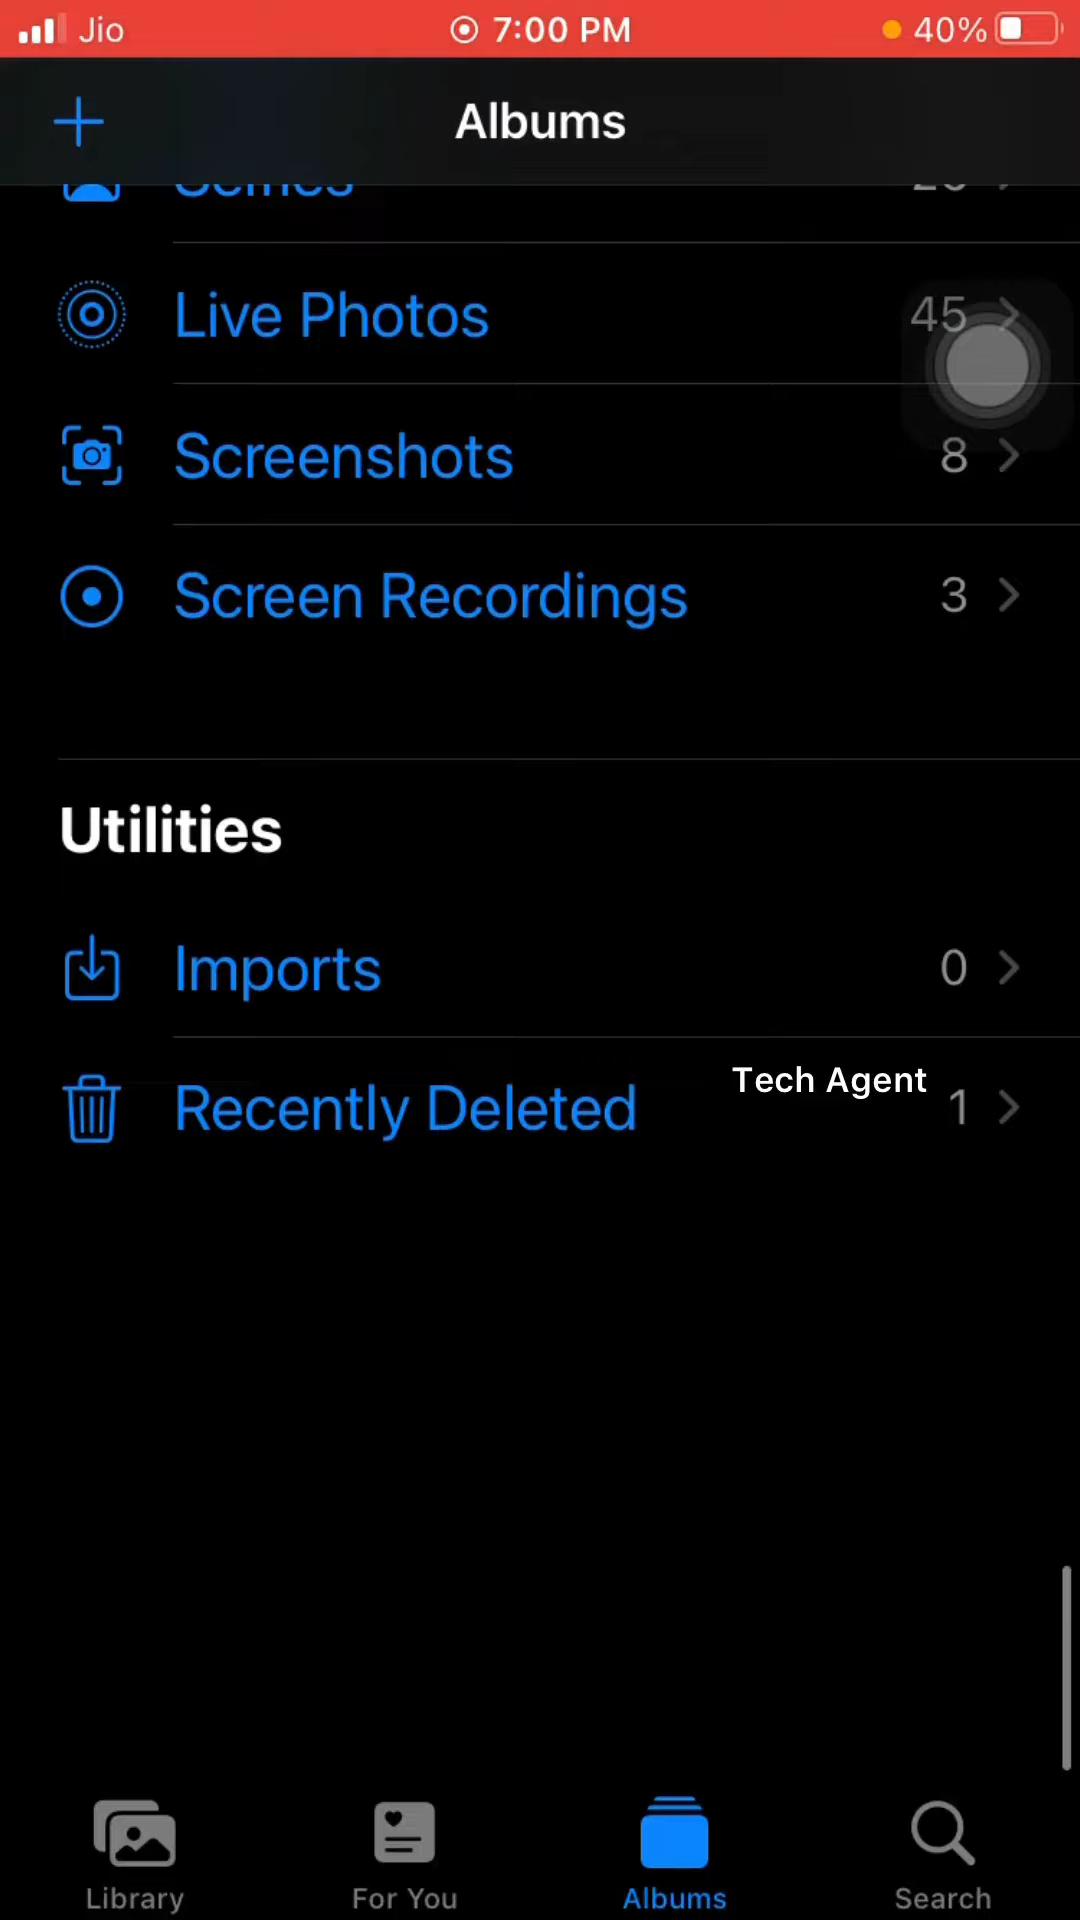 Jio 7:00 PM 40%
Albums
Live Photos 45
Screenshots 8
Screen Recordings 3
Utilities
Imports 0
Tech Agent
Recently Deleted 1
Library For You Albums Search